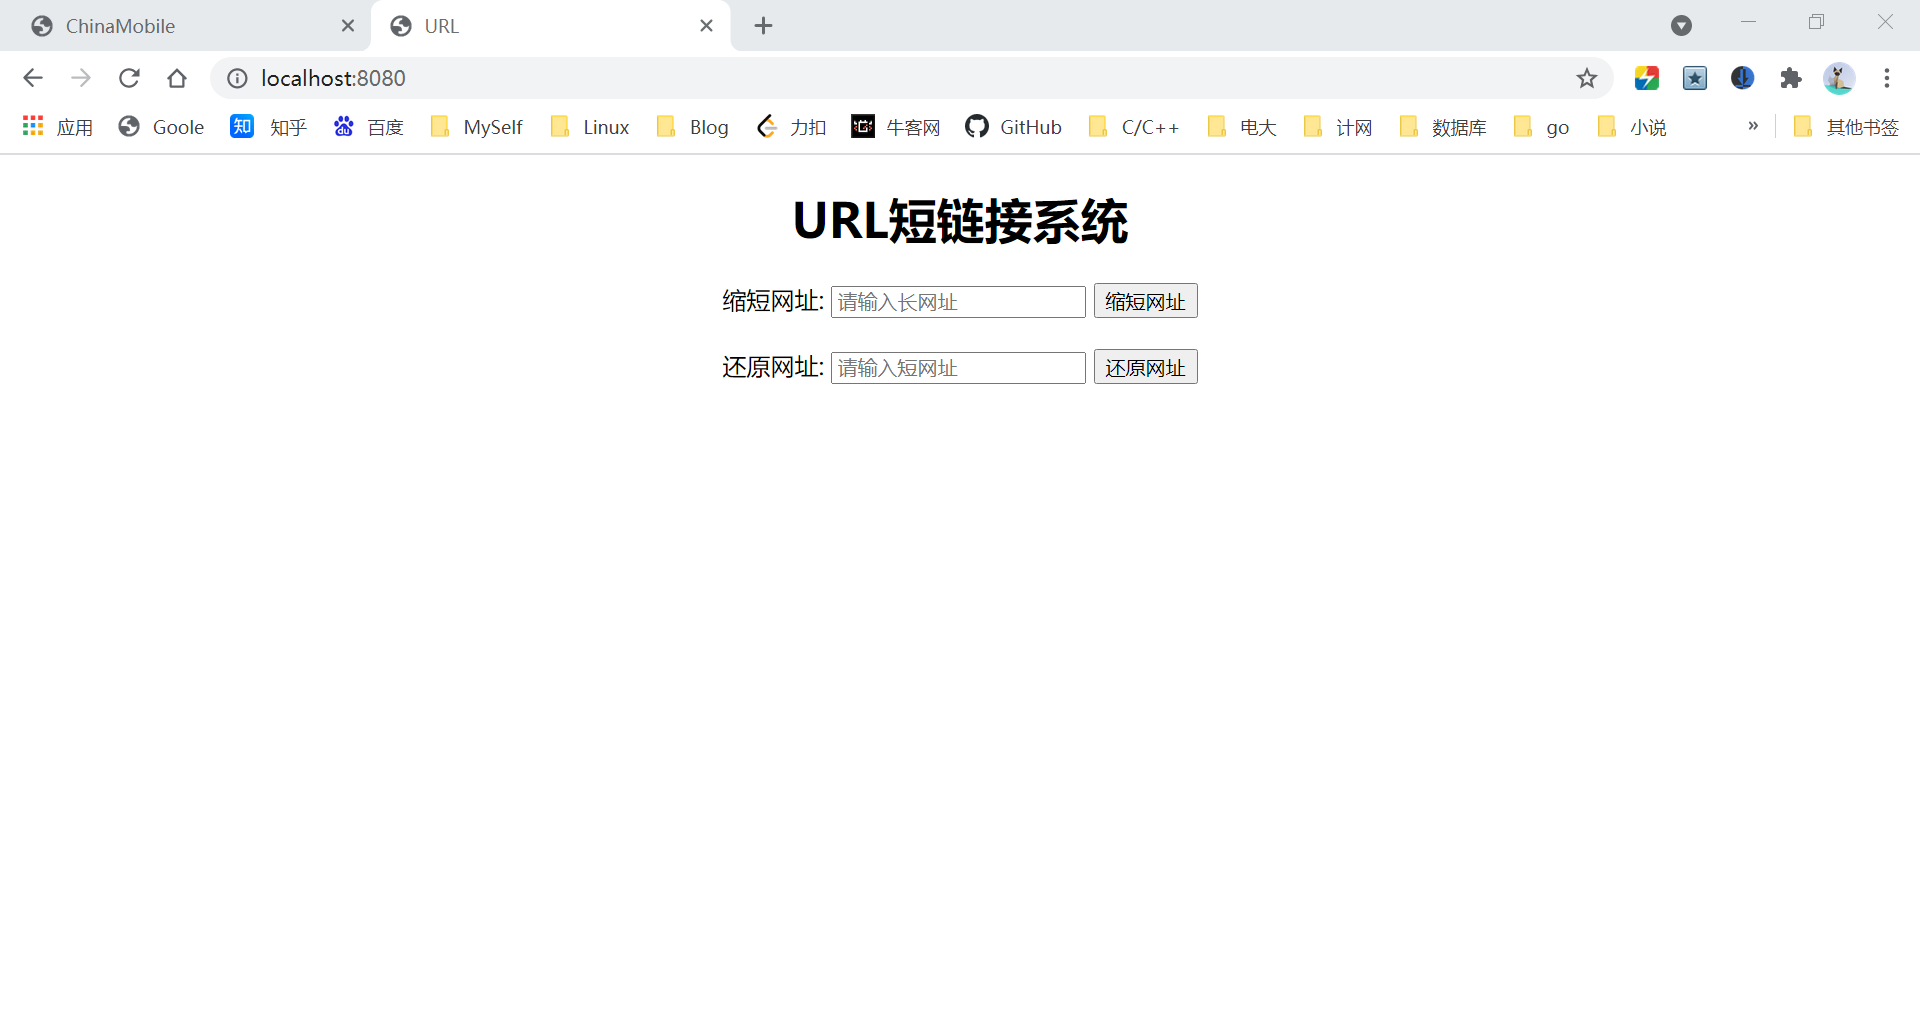 ChinaMobile
URL
localhost:8080
应用 Goole 知 知乎 du 百度 MySelf Linux Blog 力扣 牛客网 GitHub C/C++ 电大 计网 数据库 go 小说 » 其他书签
URL短链接系统
缩短网址: 请输入长网址 缩短网址
还原网址: 请输入短网址 还原网址